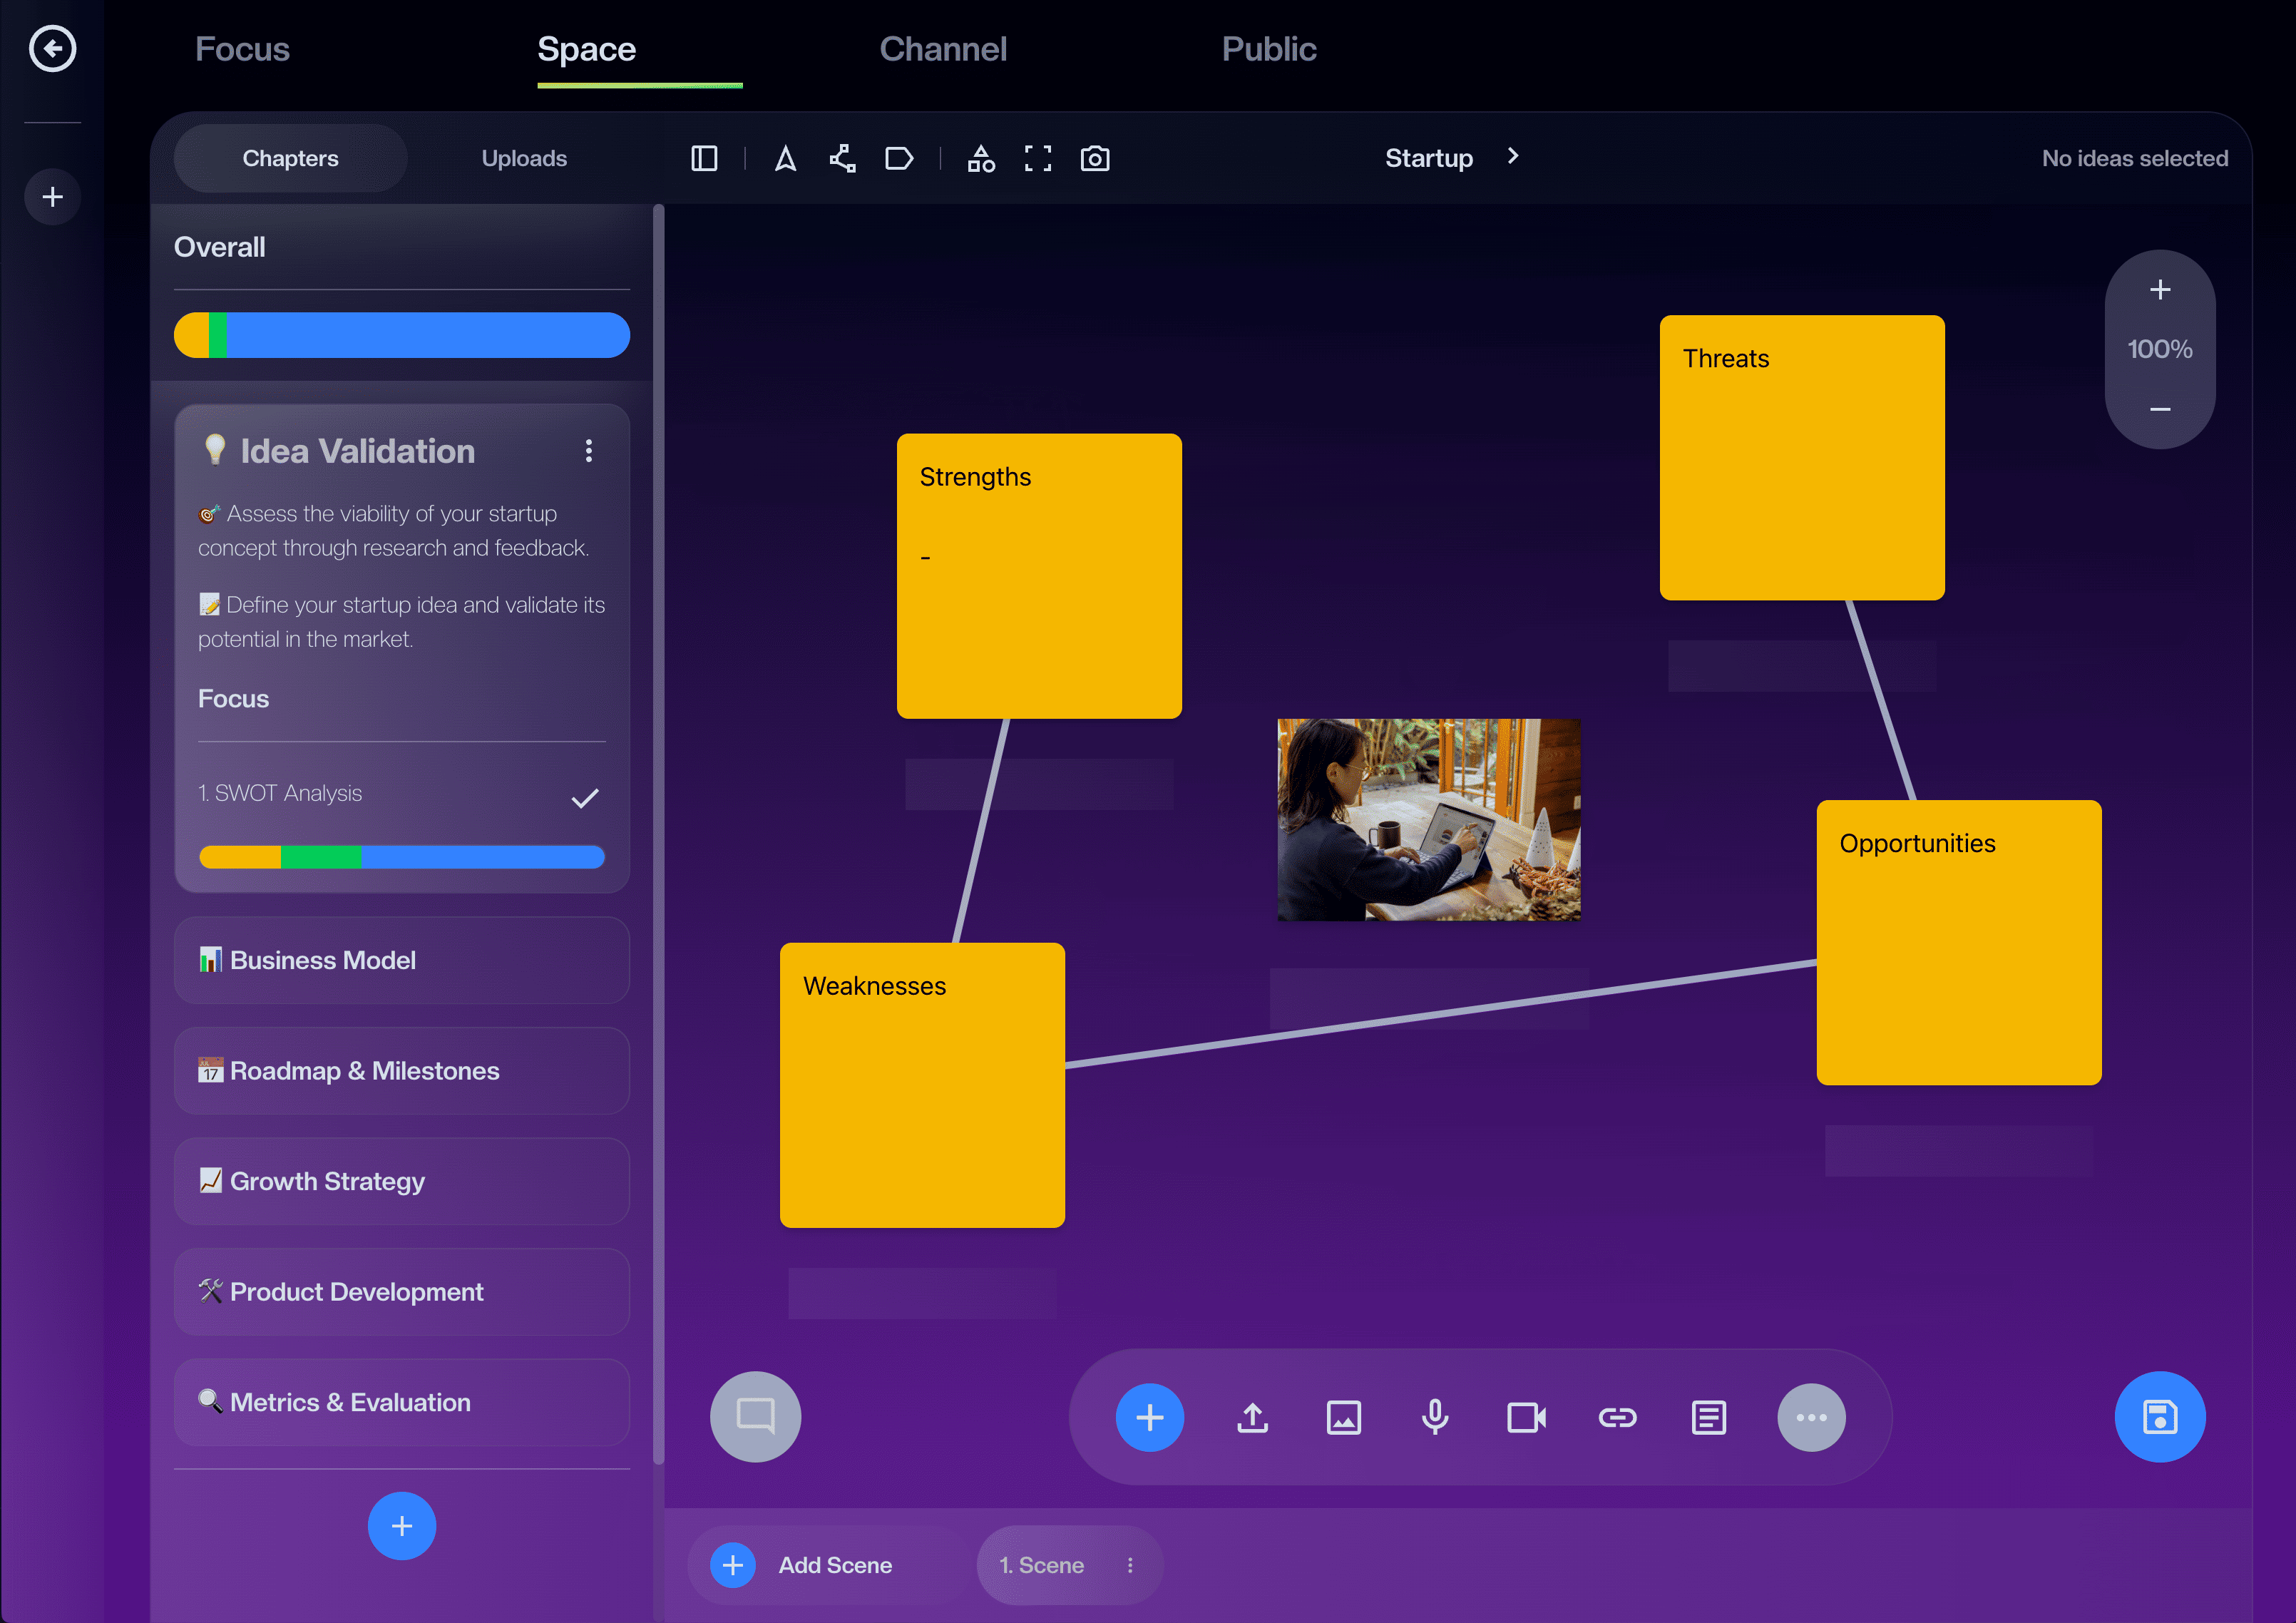 Focus
Space
Channel
Public
Chapters
Uploads
Startup
No ideas selected
Overall
💡 Idea Validation
🎯 Assess the viability of your startup
concept through research and feedback.
📝 Define your startup idea and validate its
potential in the market.
Focus
1. SWOT Analysis
📊 Business Model
📅 Roadmap & Milestones
📈 Growth Strategy
🛠 Product Development
🔍 Metrics & Evaluation
Strengths
-
Threats
100%
Opportunities
Weaknesses
Add Scene
1. Scene